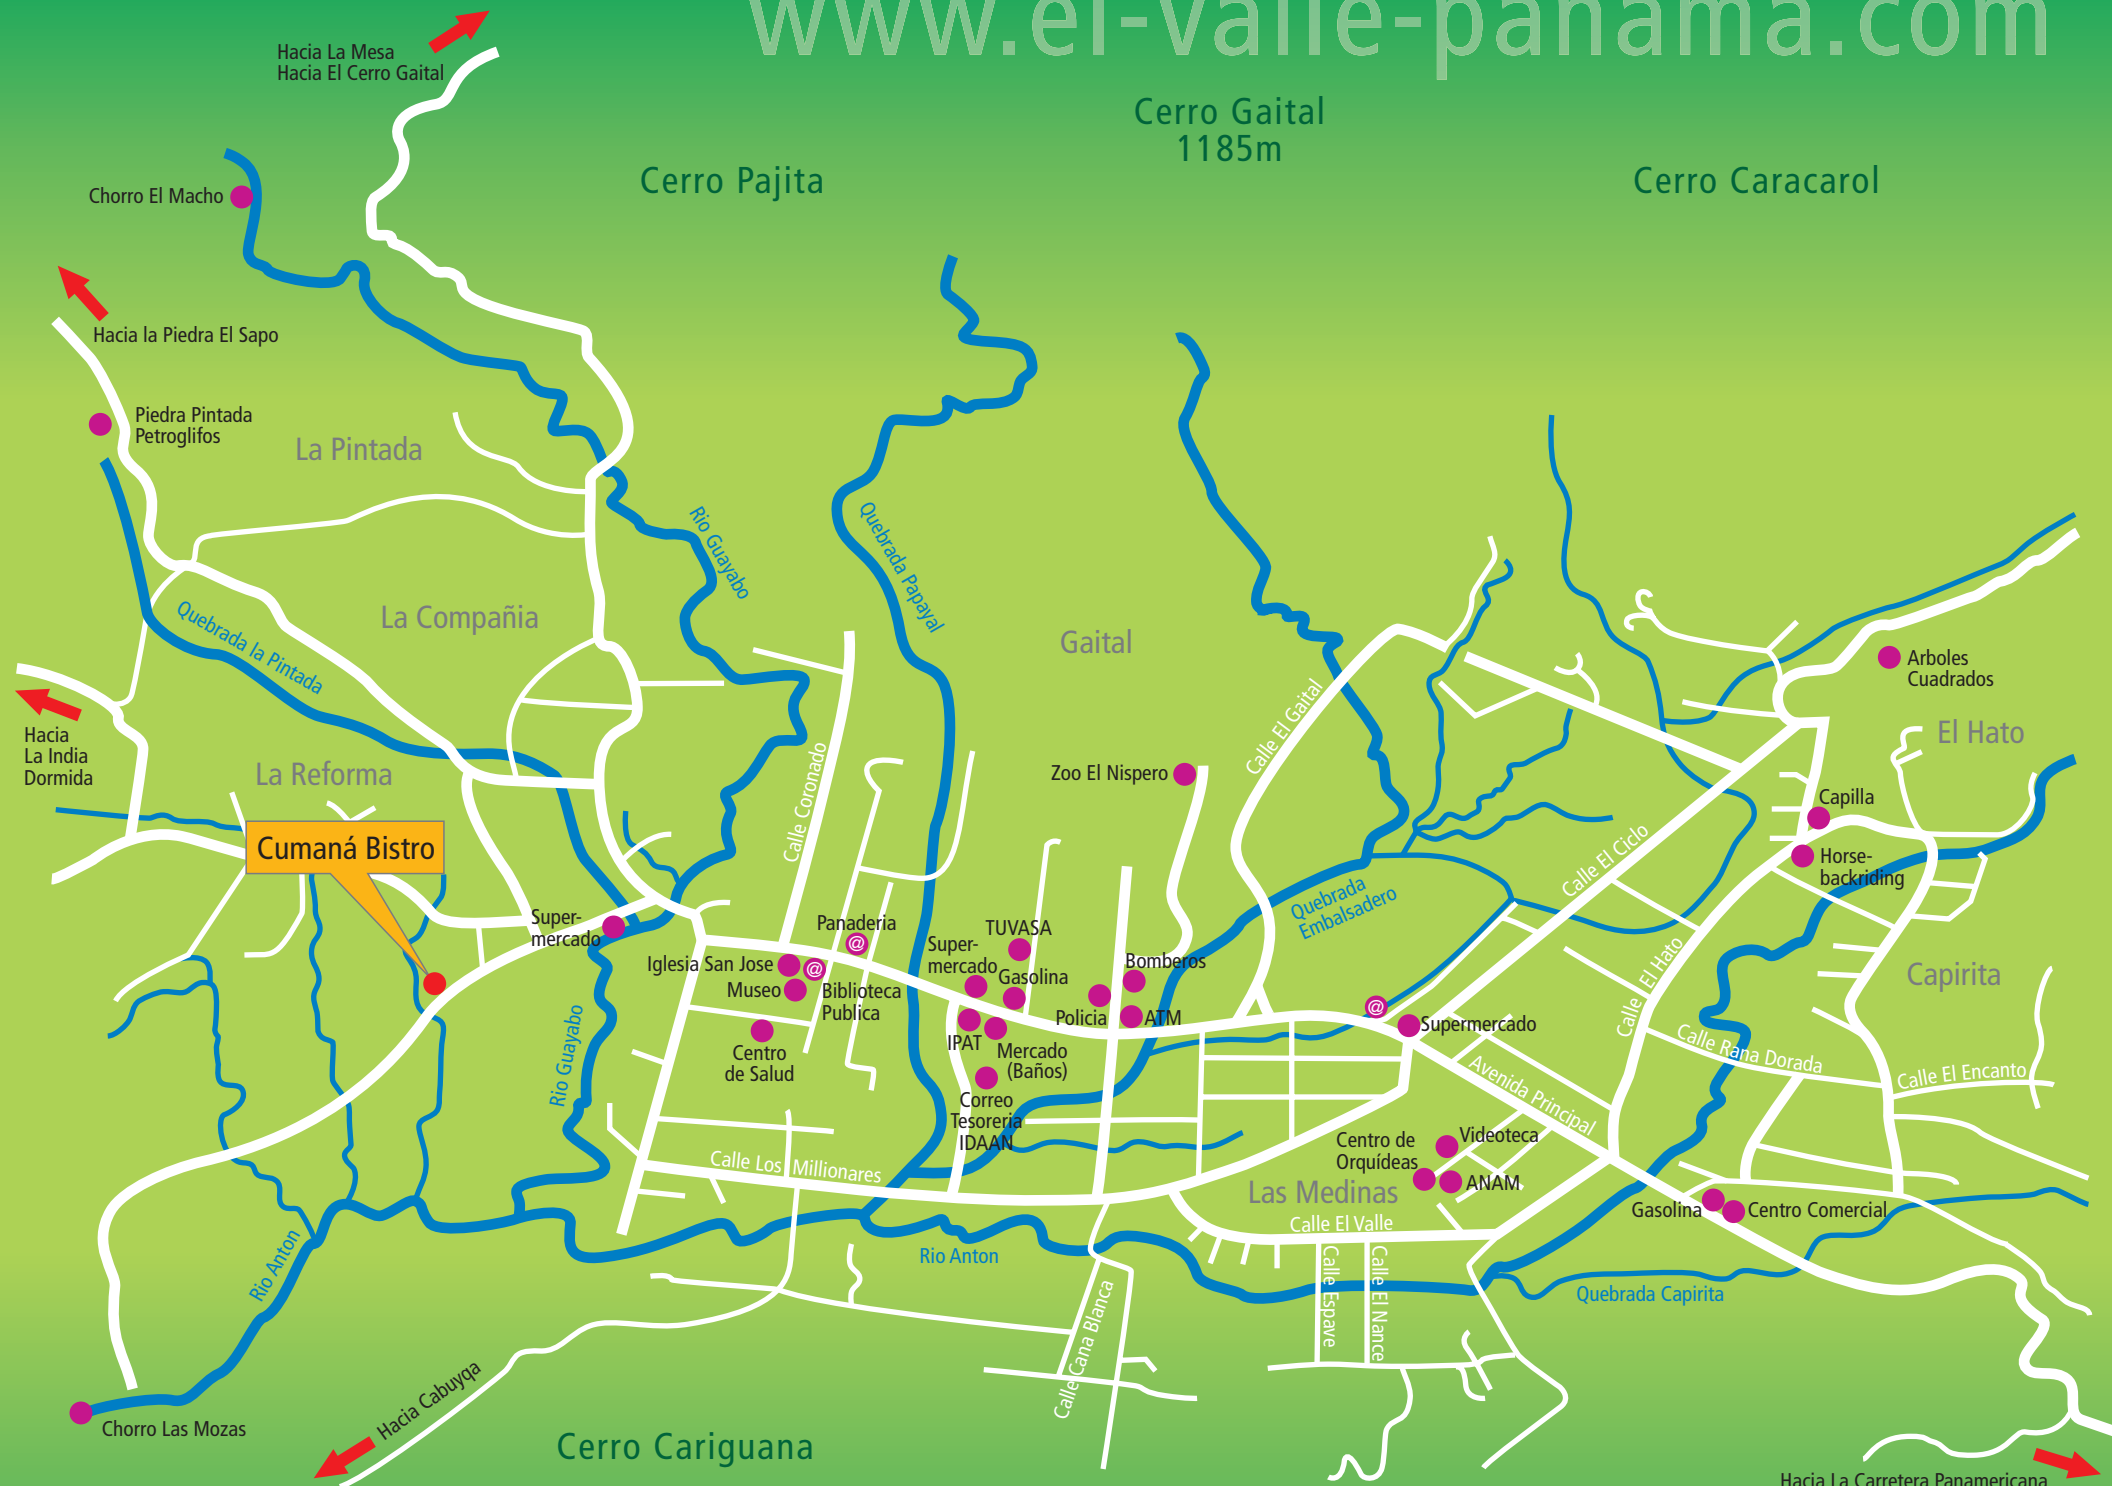 www.el-valle-panama.com
Hacia La Mesa
Hacia El Cerro Gaital
Cerro Gaital
1185m
Cerro Pajita
Cerro Caracarol
Chorro El Macho
Hacia la Piedra El Sapo
Piedra Pintada
Petroglifos
La Pintada
Rio Guayabo
Quebrada Papayal
La Compañia
Quebrada la Pintada
Gaital
Calle El Gaital
Arboles
Cuadrados
El Hato
Hacia
La India
Dormida
La Reforma
Calle Coronado
Zoo El Nispero
Capilla
Cumaná Bistro
Calle El Ciclo
Horse-
backriding
Quebrada
Embalsadero
Super-
mercado
Panaderia
@
TUVASA
Super-
mercado
Gasolina
Bomberos
Iglesia San Jose
@
Museo
Biblioteca
Publica
Calle El Hato
Capirita
Policia
ATM
@
Supermercado
IPAT
Mercado
(Baños)
Centro
de Salud
Rio Guayabo
Correo
Tesoreria
IDAAN
Avenida Principal
Calle Rana Dorada
Calle El Encanto
Centro de
Orquídeas
Videoteca
ANAM
Calle Los Millionares
Las Medinas
Calle El Valle
Gasolina
Centro Comercial
Rio Anton
Rio Anton
Calle Espave
Calle El Nance
Quebrada Capirita
Calle Cana Blanca
Hacia Cabuyqa
Chorro Las Mozas
Cerro Cariguana
Hacia La Carretera Panamericana